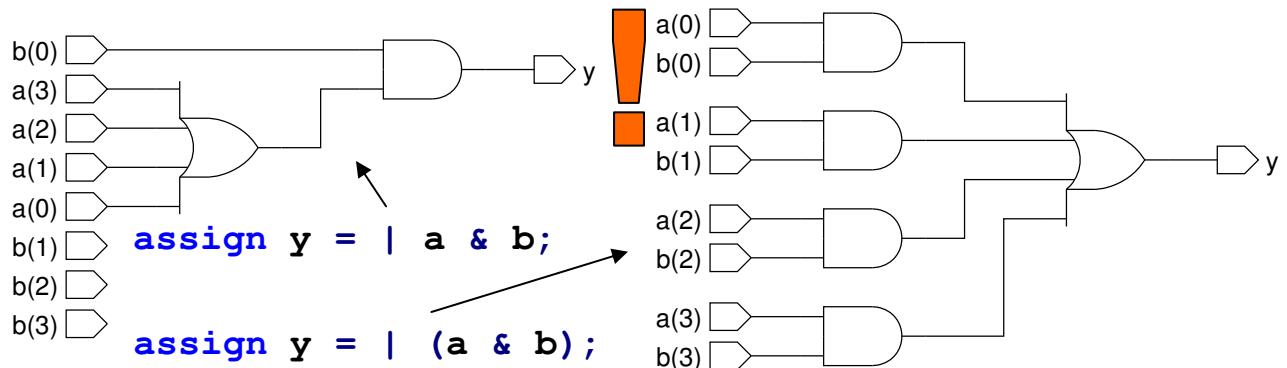 b(0)
a(3)
a(2)
a(1)
a(0)
b(1)
b(2)
b(3)
y
assign y = | a & b;
assign y = | (a & b);
!
a(0)
b(0)
a(1)
b(1)
a(2)
b(2)
a(3)
b(3)
y